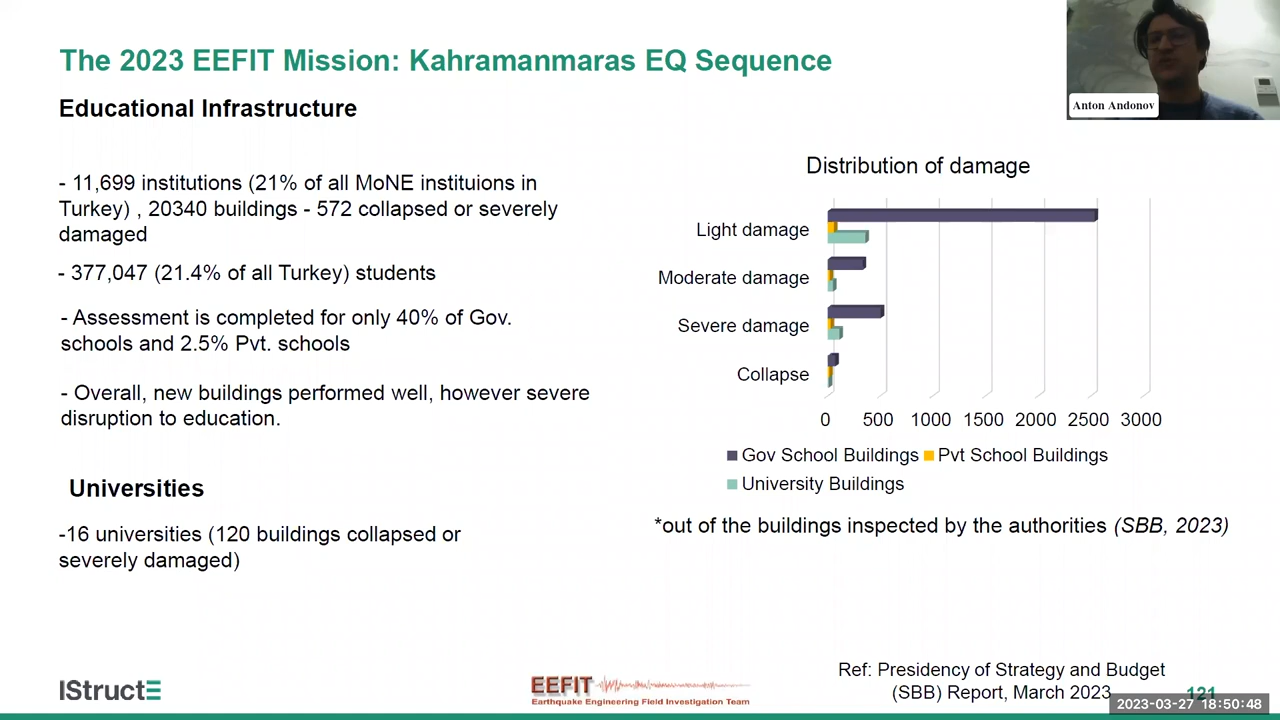 The 2023 EEFIT Mission: Kahramanmaras EQ Sequence
Anton Andonov
Educational Infrastructure
- 11,699 institutions (21% of all MoNE instituions in
Turkey) , 20340 buildings - 572 collapsed or severely
damaged
- 377,047 (21.4% of all Turkey) students
- Assessment is completed for only 40% of Gov.
schools and 2.5% Pvt. schools
- Overall, new buildings performed well, however severe
disruption to education.
Universities
-16 universities (120 buildings collapsed or
severely damaged)
Distribution of damage
Light damage
Moderate damage
Severe damage
Collapse
0 500 1000 1500 2000 2500 3000
Gov School Buildings Pvt School Buildings
University Buildings
*out of the buildings inspected by the authorities (SBB, 2023)
IStructE
EEFIT
Earthquake Engineering Field Investigation Team
Ref: Presidency of Strategy and Budget
(SBB) Report, March 2023
121
2023-03-27 18:50:48